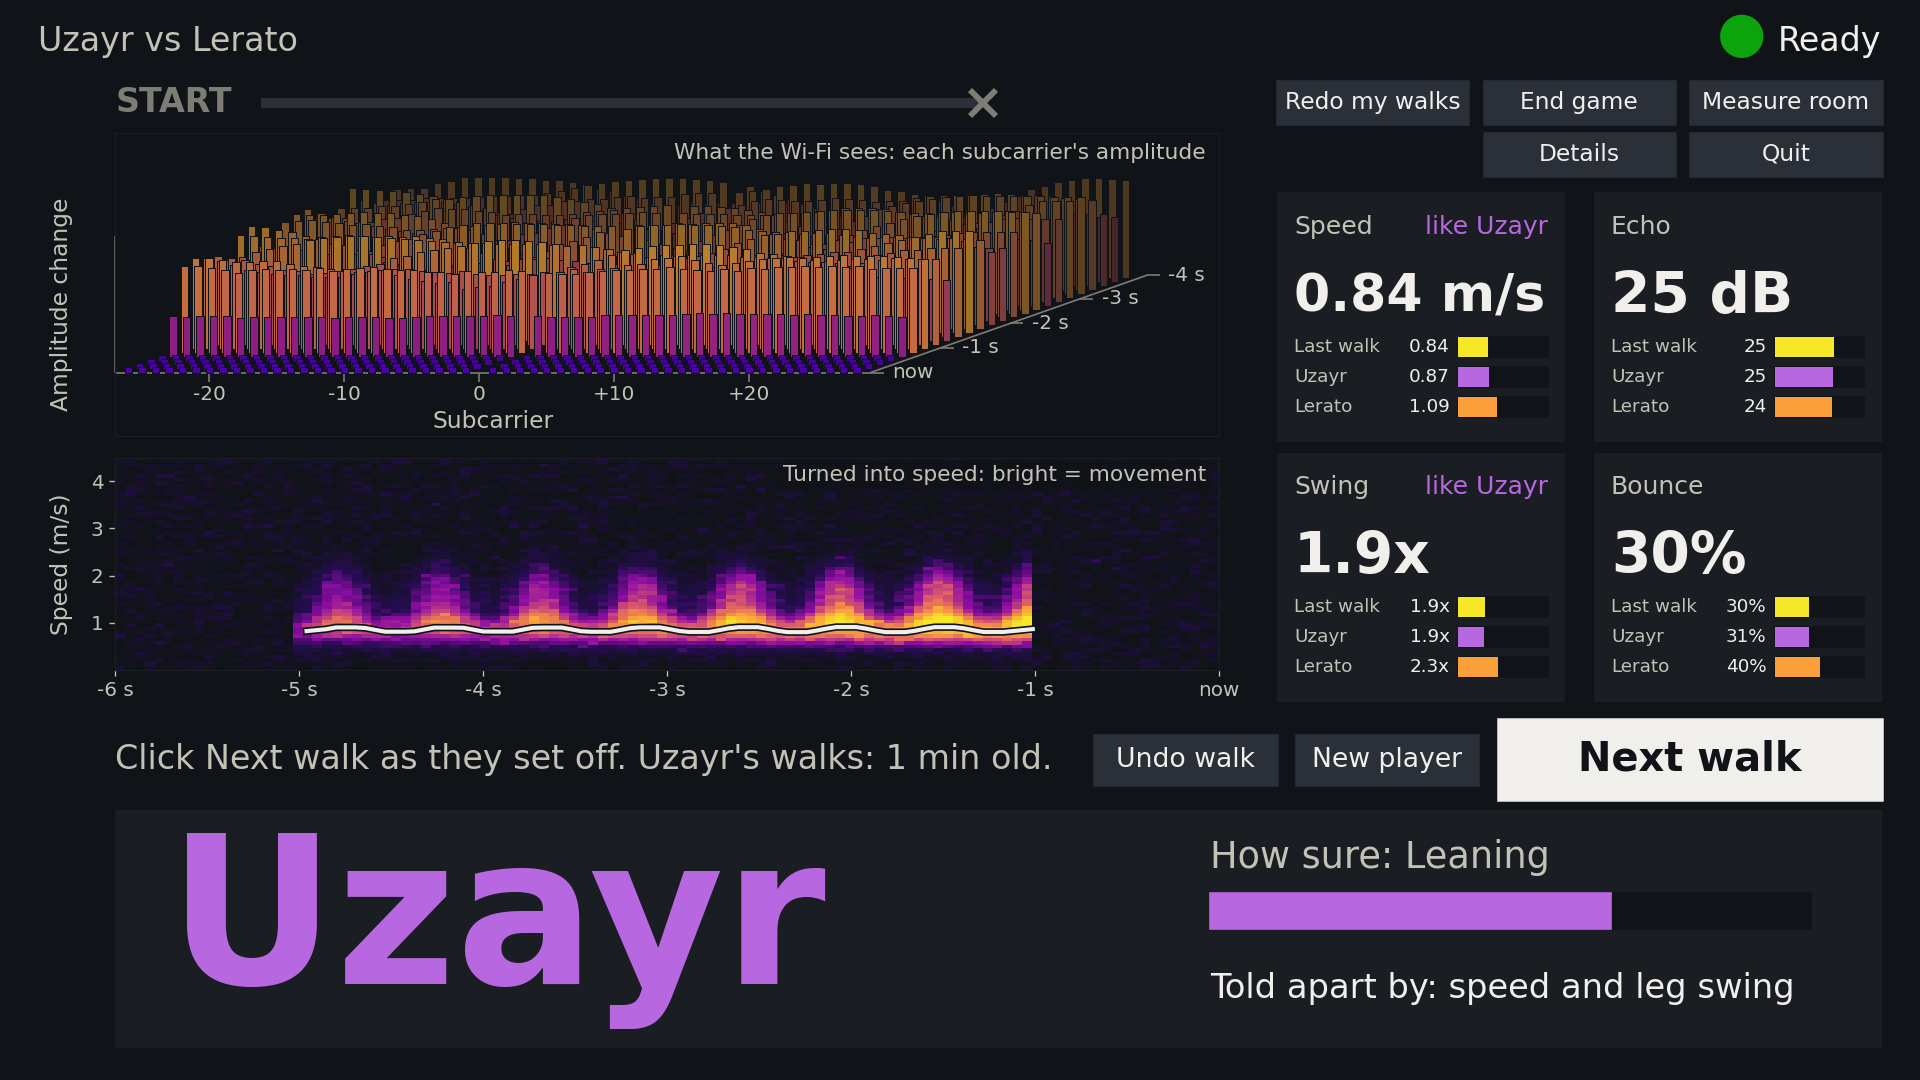 Uzayr vs Lerato
Ready
START
Redo my walks
End game
Measure room
Details
Quit
What the Wi-Fi sees: each subcarrier's amplitude
Amplitude change
-4 s
-3 s
-2 s
-1 s
now
-20
-10
0
+10
+20
Subcarrier
Speed
like Uzayr
0.84 m/s
Last walk 0.84
Uzayr 0.87
Lerato 1.09
Echo
25 dB
Last walk 25
Uzayr 25
Lerato 24
Turned into speed: bright = movement
Speed (m/s)
4
3
2
1
-6 s
-5 s
-4 s
-3 s
-2 s
-1 s
now
Swing
like Uzayr
1.9x
Last walk 1.9x
Uzayr 1.9x
Lerato 2.3x
Bounce
30%
Last walk 30%
Uzayr 31%
Lerato 40%
Click Next walk as they set off. Uzayr's walks: 1 min old.
Undo walk
New player
Next walk
Uzayr
How sure: Leaning
Told apart by: speed and leg swing